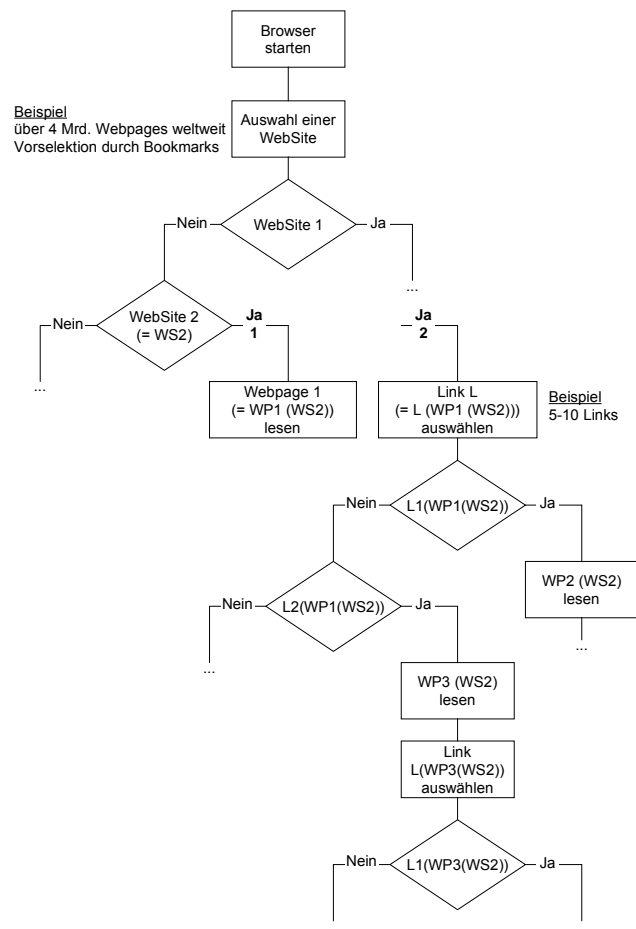 Browser
starten
Beispiel
über 4 Mrd. Webpages weltweit
Vorselektion durch Bookmarks
Auswahl einer
WebSite
Nein
WebSite 1
Ja
...
Nein
WebSite 2
(= WS2)
Ja
1
Ja
2
...
Webpage 1
(= WP1 (WS2))
lesen
Link L
(= L (WP1 (WS2)))
auswählen
Beispiel
5-10 Links
Nein
L1(WP1(WS2))
Ja
WP2 (WS2)
lesen
...
Nein
L2(WP1(WS2))
Ja
...
WP3 (WS2)
lesen
Link
L(WP3(WS2))
auswählen
Nein
L1(WP3(WS2))
Ja